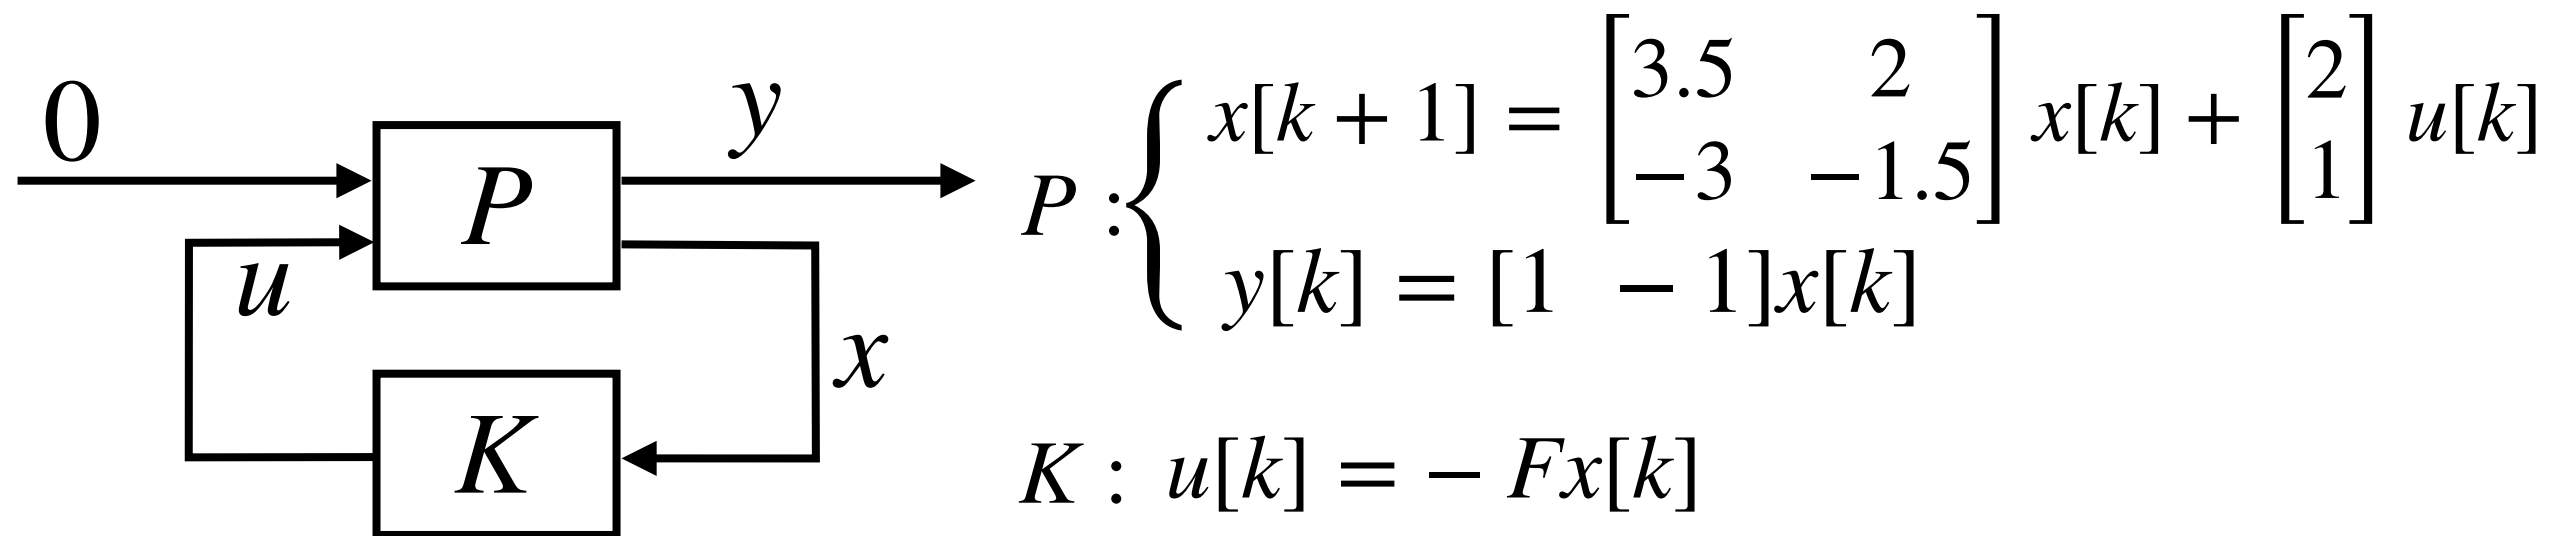 0
y
P
u
x
K
P : { x[k + 1] = [3.5 2; −3 −1.5] x[k] + [2; 1] u[k]
y[k] = [1 − 1]x[k]
K : u[k] = − Fx[k]